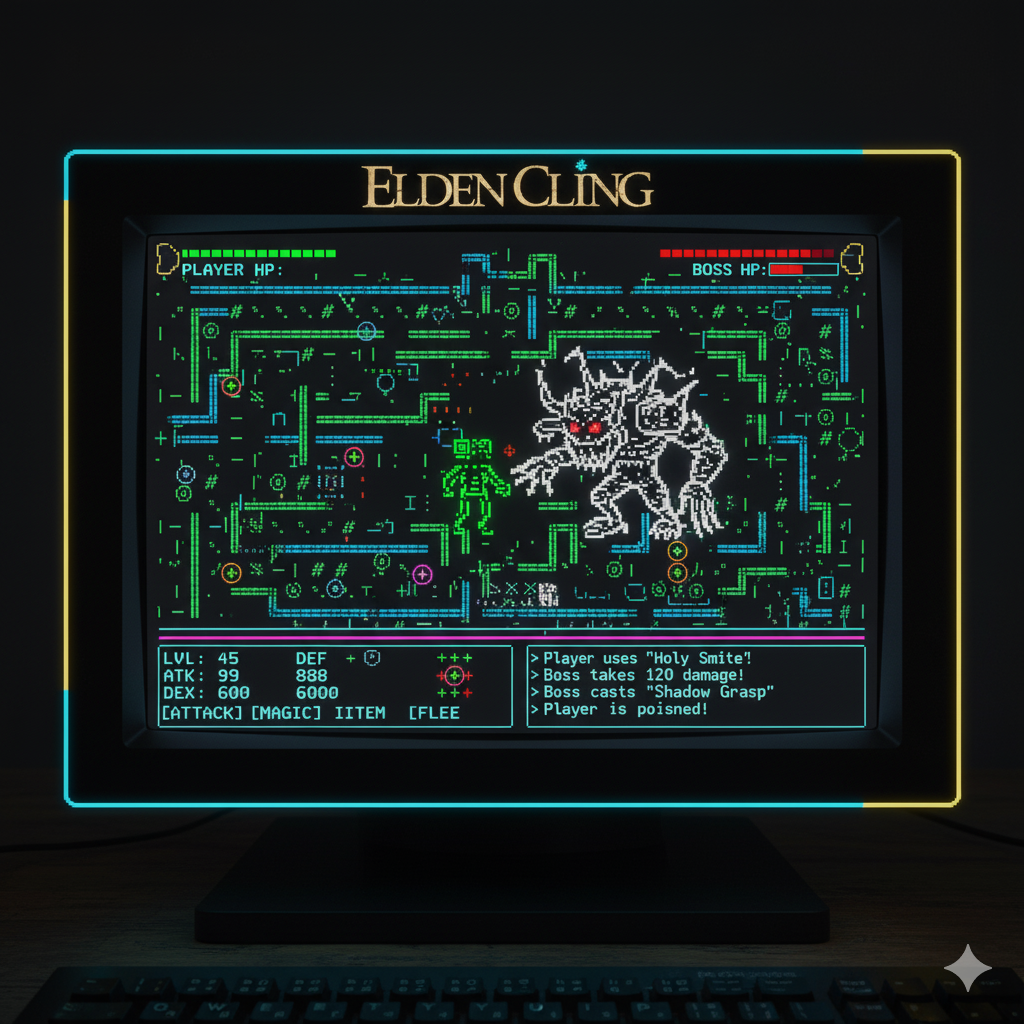 ELDEN CLING
PLAYER HP:
BOSS HP:
LVL: 45 DEF
ATK: 99 888
DEX: 600 6000
[ATTACK] [MAGIC] IITEM [FLEE
> Player uses "Holy Smite"!
> Boss takes 120 damage!
> Boss casts "Shadow Grasp"
> Player is poisned!